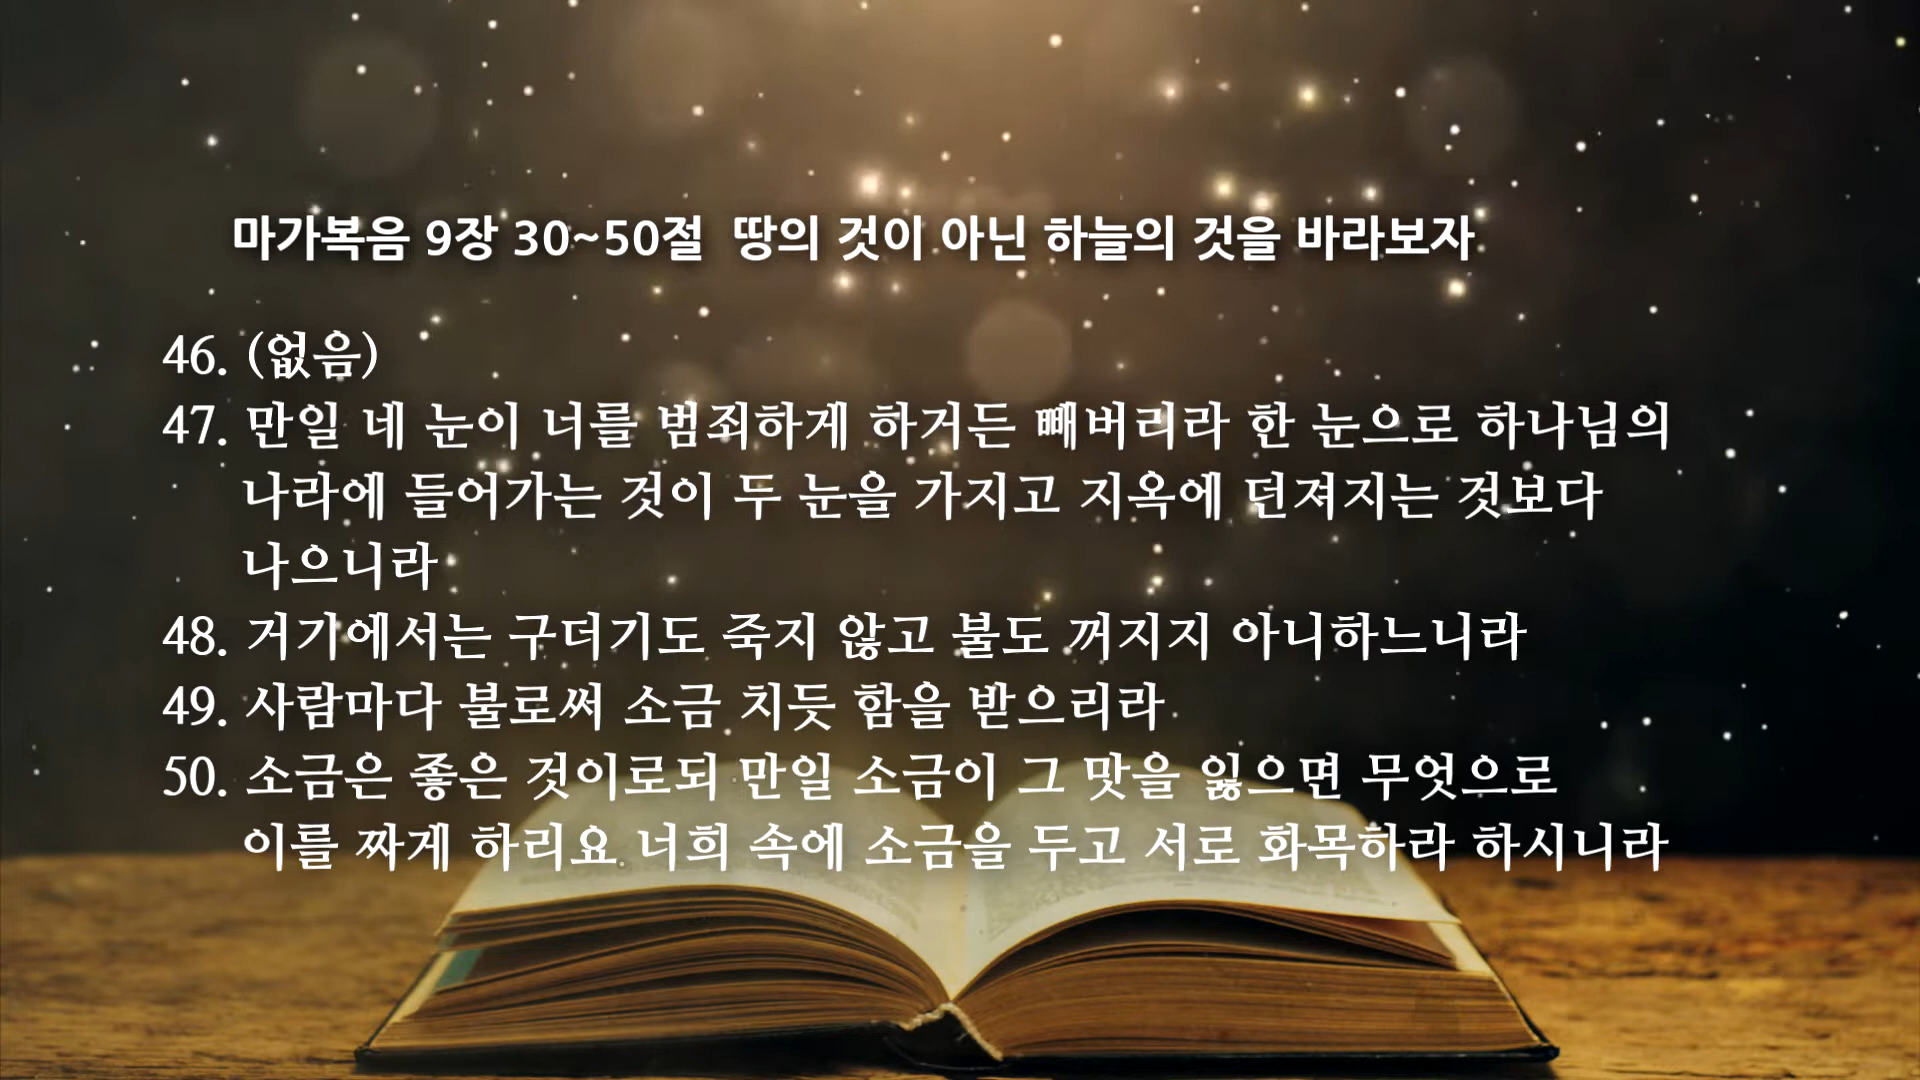 마가복음 9장 30~50절  땅의 것이 아닌 하늘의 것을 바라보자
46. (없음)
47. 만일 네 눈이 너를 범죄하게 하거든 빼버리라 한 눈으로 하나님의
나라에 들어가는 것이 두 눈을 가지고 지옥에 던져지는 것보다
나으니라
48. 거기에서는 구더기도 죽지 않고 불도 꺼지지 아니하느니라
49. 사람마다 불로써 소금 치듯 함을 받으리라
50. 소금은 좋은 것이로되 만일 소금이 그 맛을 잃으면 무엇으로
이를 짜게 하리요 너희 속에 소금을 두고 서로 화목하라 하시니라